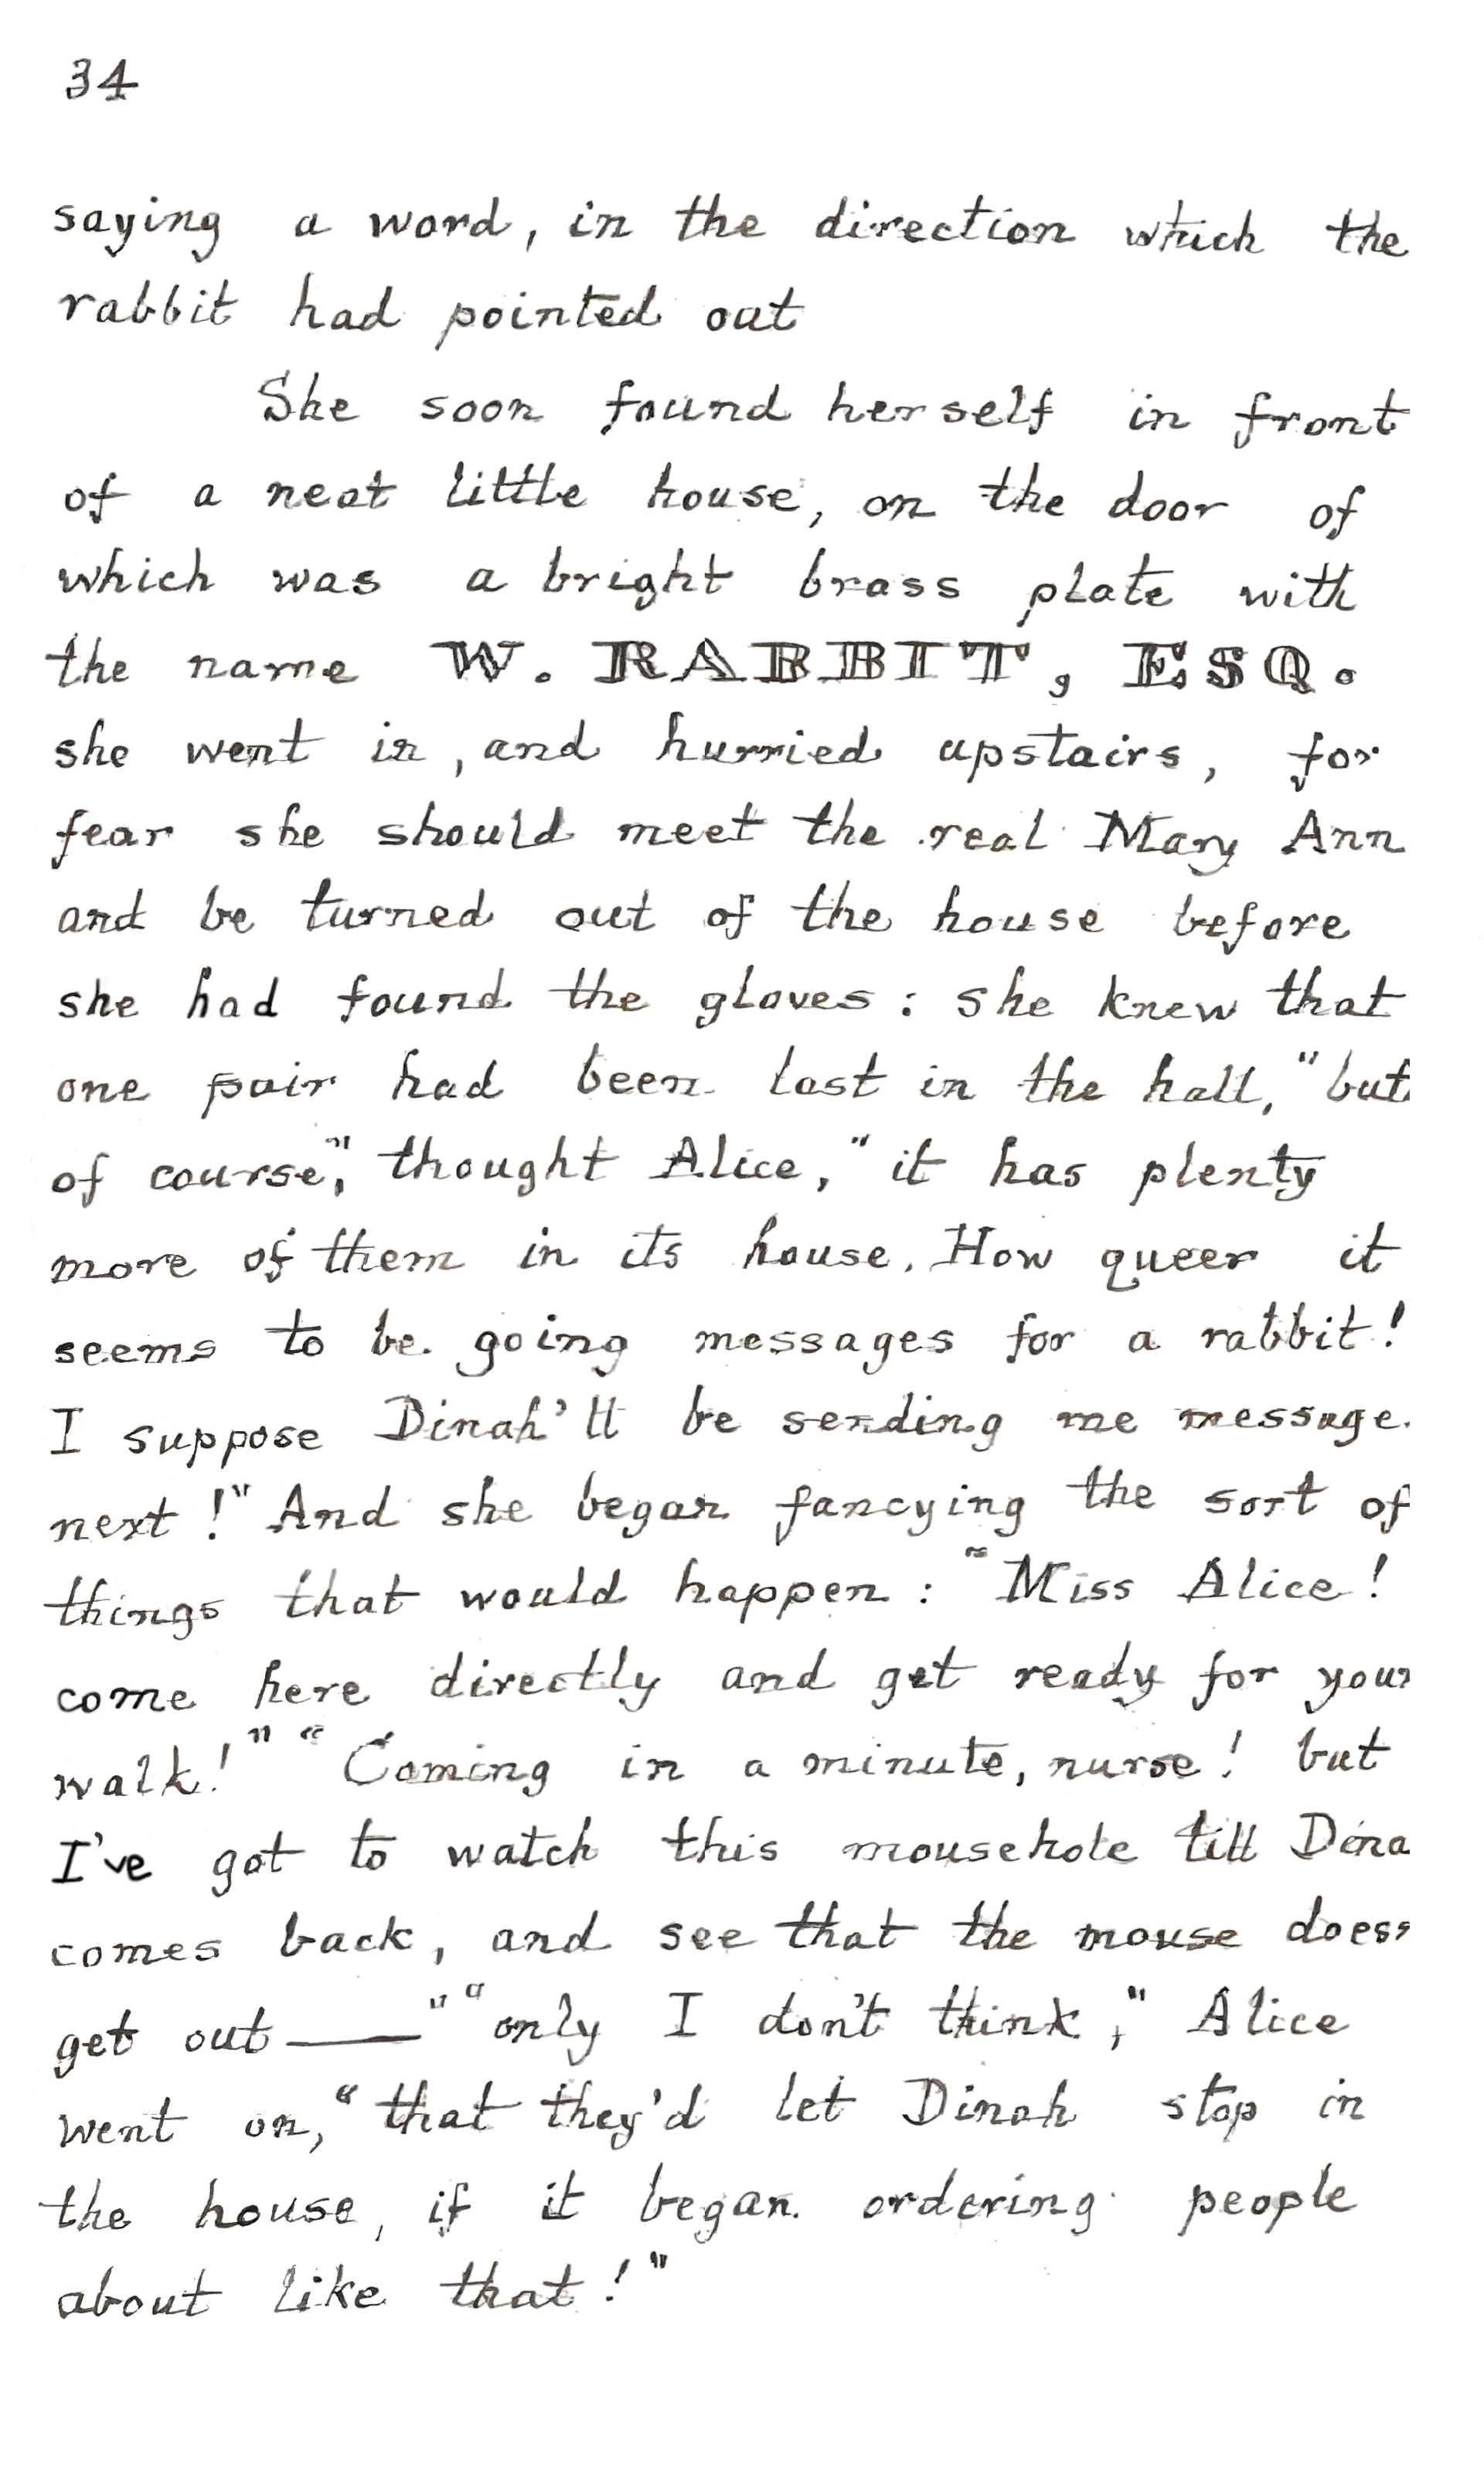 34
saying a word, in the direction which the
rabbit had pointed out
She soon found herself in front
of a neat little house, on the door of
which was a bright brass plate with
the name W. RABBIT, ESQ.
she went in, and hurried upstairs, for
fear she should meet the real Mary Ann
and be turned out of the house before
she had found the gloves: she knew that
one pair had been lost in the hall, "but
of course," thought Alice, "it has plenty
more of them in its house. How queer it
seems to be going messages for a rabbit!
I suppose Dinah'll be sending me message
next!" And she began fancying the sort of
things that would happen: "Miss Alice!
come here directly and get ready for your
walk!" "Coming in a minute, nurse! but
I've got to watch this mousehole till Dina
comes back, and see that the mouse does
get out——" "only I don't think," Alice
went on, "that they'd let Dinah stop in
the house, if it began ordering people
about like that!"